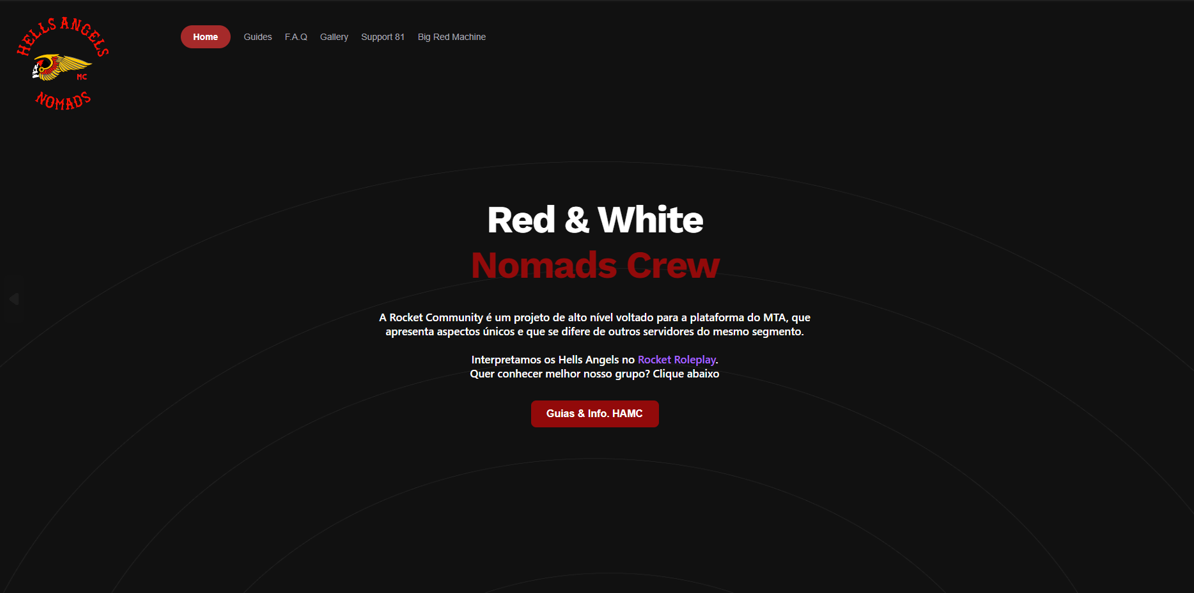 HELLS ANGELS
MC
NOMADS
Home Guides F.A.Q Gallery Support 81 Big Red Machine
Red & White
Nomads Crew
A Rocket Community é um projeto de alto nível voltado para a plataforma do MTA, que
apresenta aspectos únicos e que se difere de outros servidores do mesmo segmento.
Interpretamos os Hells Angels no Rocket Roleplay.
Quer conhecer melhor nosso grupo? Clique abaixo
Guias & Info. HAMC